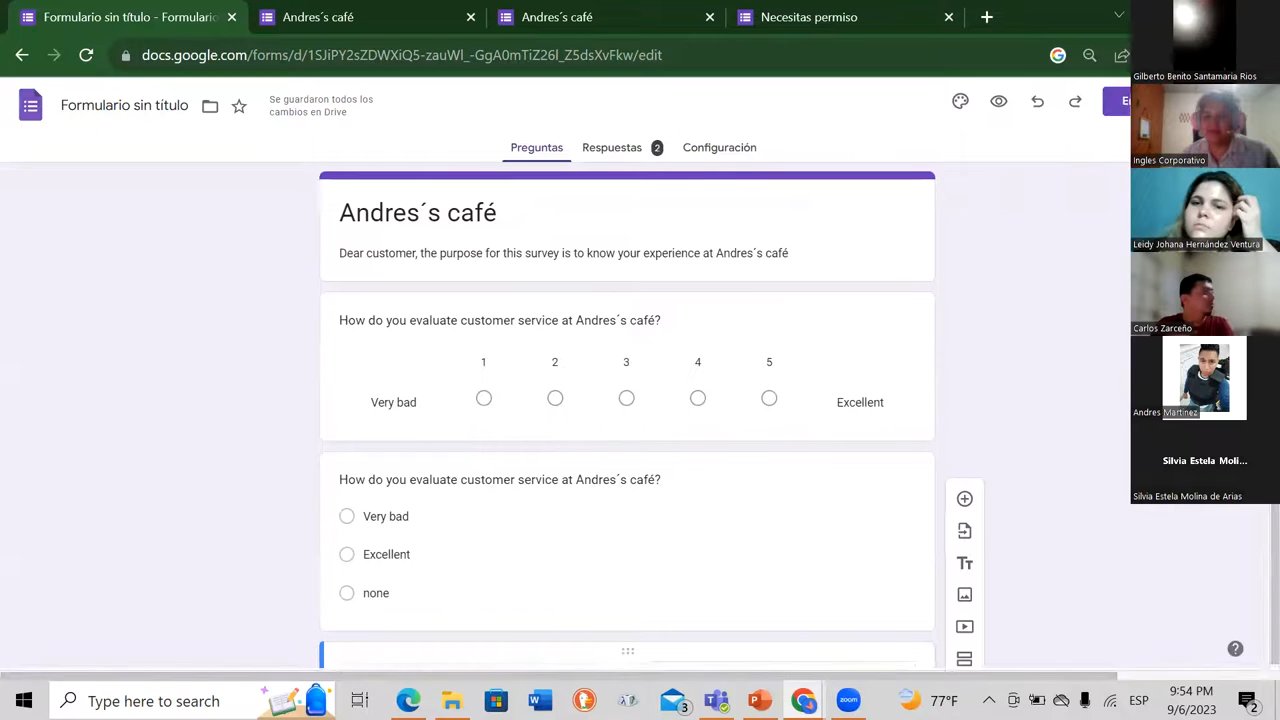 Formulario sin título - Formulario
Andres´s café
Andres´s café
Necesitas permiso
docs.google.com/forms/d/1SJiPY2sZDWXiQ5-zauWl_-GgA0mTiZ26l_Z5dsXvFkw/edit
Formulario sin título
Se guardaron todos los
cambios en Drive
Preguntas
Respuestas 2
Configuración
Andres´s café
Dear customer, the purpose for this survey is to know your experience at Andres´s café
How do you evaluate customer service at Andres´s café?
1 2 3 4 5
Very bad
Excellent
How do you evaluate customer service at Andres´s café?
Very bad
Excellent
none
Tт
Gilberto Benito Santamaria Rios
Ingles Corporativo
Leidy Johana Hernández Ventura
Carlos Zarceño
Andres Martinez
Silvia Estela Moli...
Silvia Estela Molina de Arias
Type here to search
3
zoom
77°F
ESP
9:54 PM
9/6/2023
2